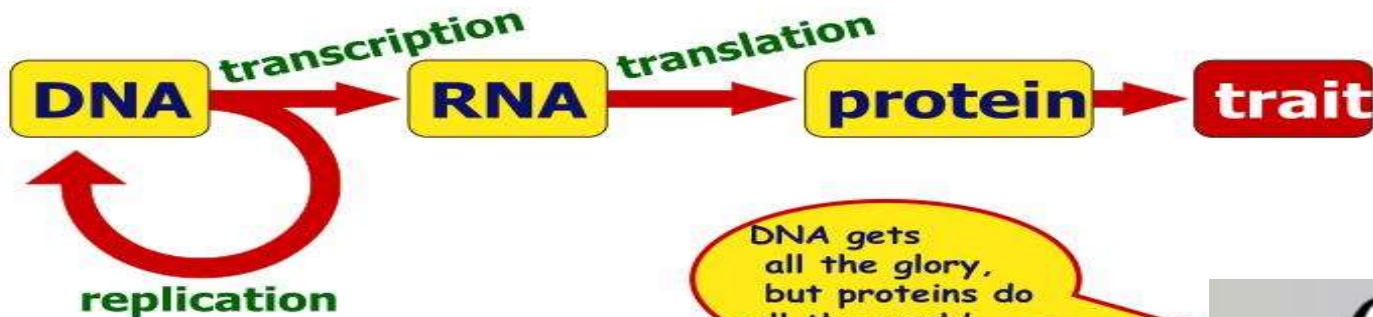 transcription
translation
DNA
RNA
protein
trait
replication
DNA gets
all the glory,
but proteins do